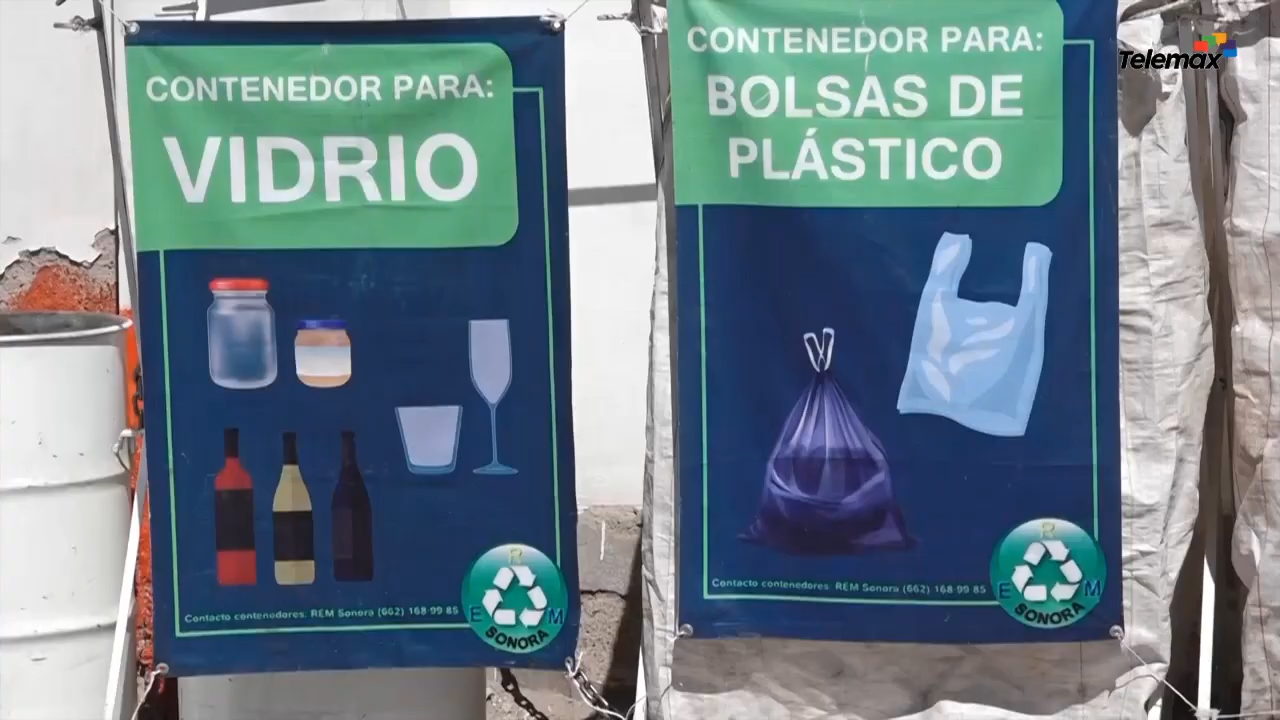 CONTENEDOR PARA:
VIDRIO
Contacto contenedores: REM Sonora (662) 168 99 85
R
E M
SONORA
CONTENEDOR PARA:
BOLSAS DE
PLÁSTICO
Contacto contenedores: REM Sonora (662) 168 99 85
R
E M
SONORA
Telemax